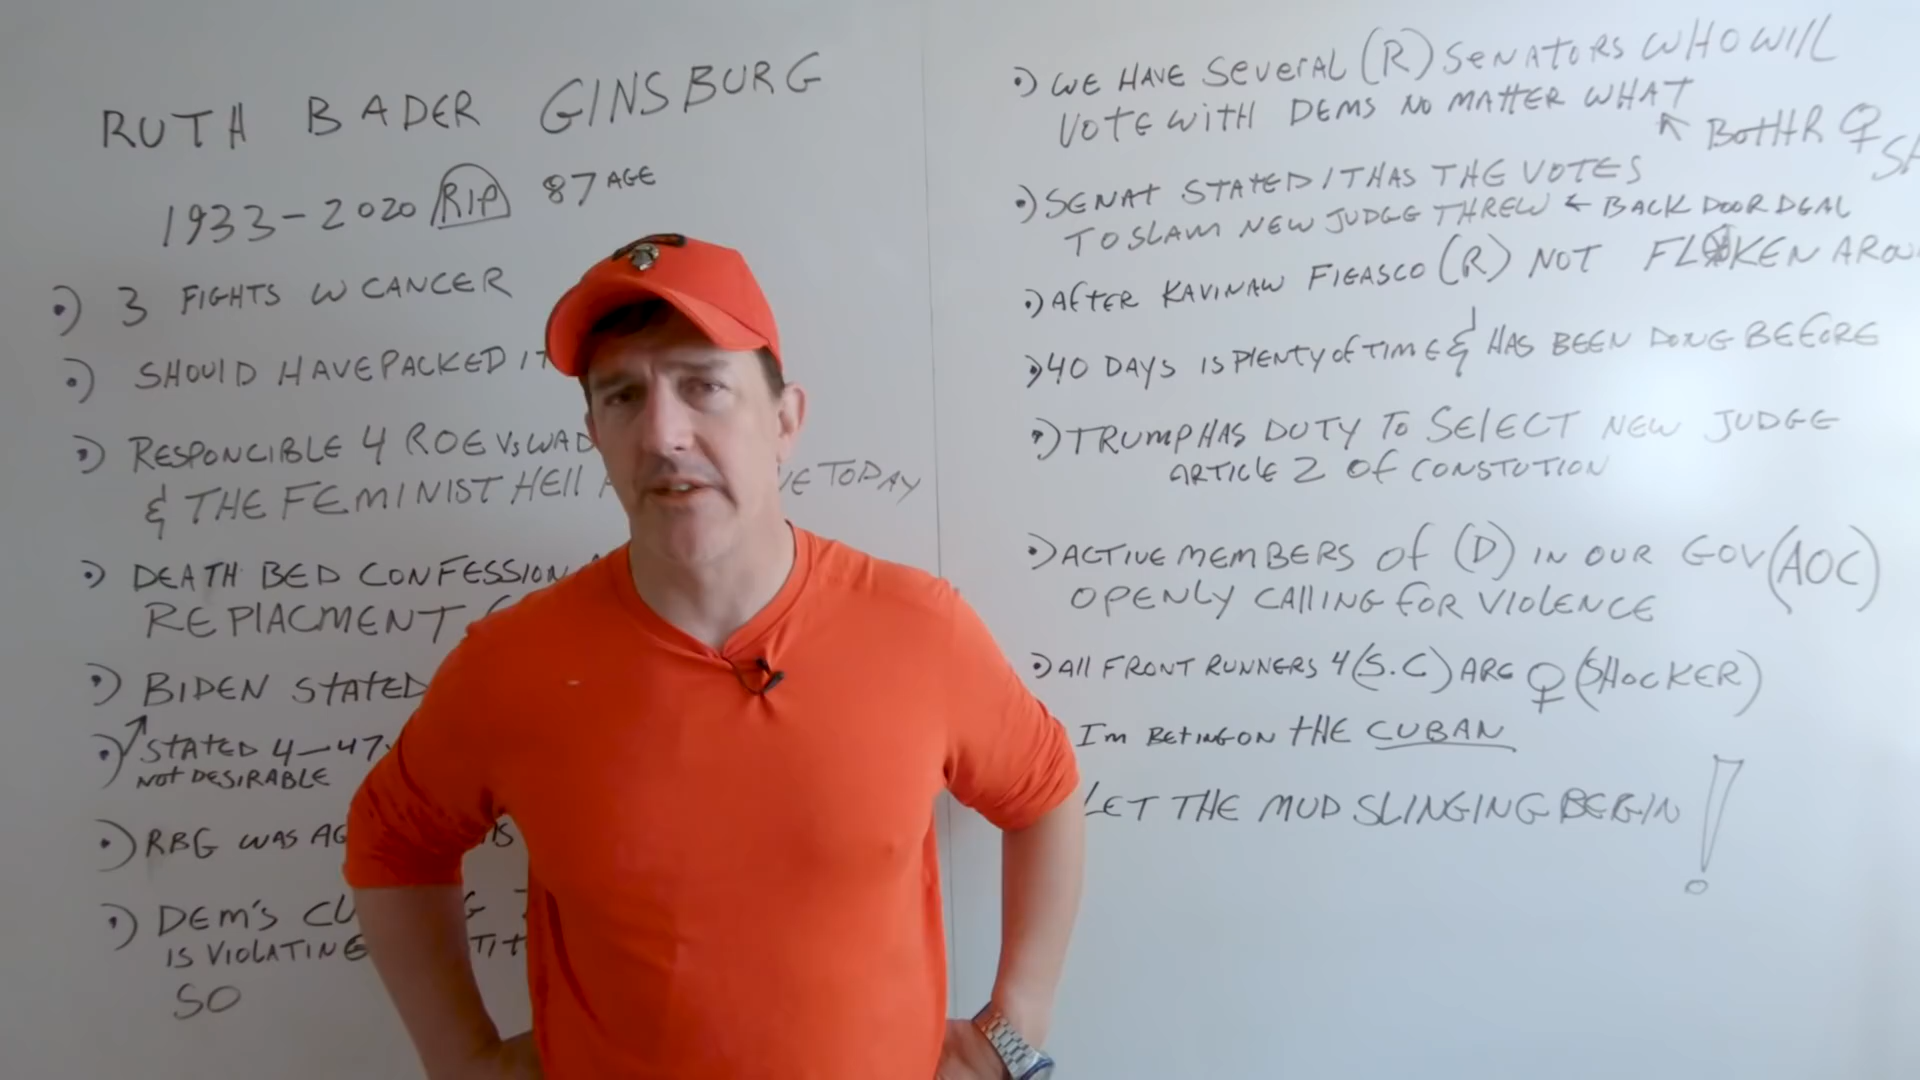 RUTH BADER GINSBURG
1933-2020 RIP 87 AGE
•) 3 FIGHTS W CANCER
•) SHOULD HAVE PACKED IT
•) RESPONCIBLE 4 ROE VS WAD
& THE FEMINIST HELL VE TODAY
•) DEATH BED CONFESSION
REPLACMENT
•) BIDEN STATED
•) STATED 4-47
NOT DESIRABLE
•) RBG WAS AG IS
•) DEM'S CU G
IS VIOLATING TIT
SO
•) WE HAVE SEVERAL (R) SENATORS WHO WILL
VOTE WITH DEMS NO MATTER WHAT
↖ BOTH R ♀
•) SENAT STATED IT HAS THE VOTES
TO SLAM NEW JUDGE THREW ← BACK DOOR DEAL
•) AFTER KAVINAW FIEASCO (R) NOT FLOKEN AROU
•) 40 DAYS IS PLENTY OF TIME & HAS BEEN DONE BEFORE
•) TRUMP HAS DUTY TO SELECT NEW JUDGE
ARTICLE 2 OF CONSTUTION
•) ACTIVE MEMBERS OF (D) IN OUR GOV (AOC)
OPENLY CALLING FOR VIOLENCE
•) All FRONT RUNNERS 4 (S.C) ARE ♀ (SHOCKER)
I'm BETING ON THE CUBAN
LET THE MUD SLINGING BEGIN !